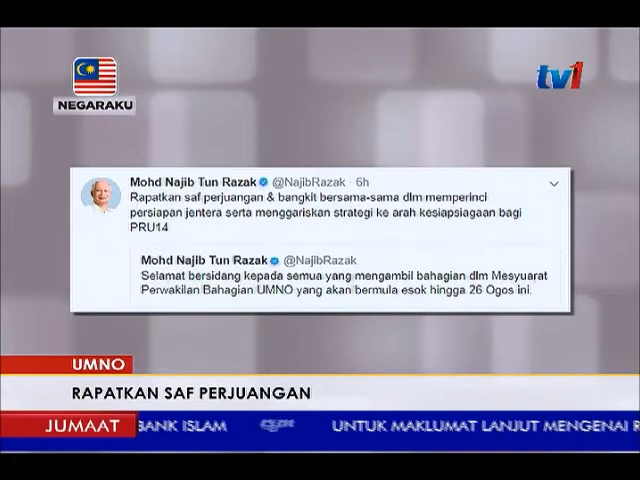 NEGARAKU
tv1
Mohd Najib Tun Razak @NajibRazak · 6h
Rapatkan saf perjuangan & bangkit bersama-sama dlm memperinci
persiapan jentera serta menggariskan strategi ke arah kesiapsiagaan bagi
PRU14
Mohd Najib Tun Razak @NajibRazak
Selamat bersidang kepada semua yang mengambil bahagian dlm Mesyuarat
Perwakilan Bahagian UMNO yang akan bermula esok hingga 26 Ogos ini.
UMNO
RAPATKAN SAF PERJUANGAN
JUMAAT BANK ISLAM UNTUK MAKLUMAT LANJUT MENGENAI R